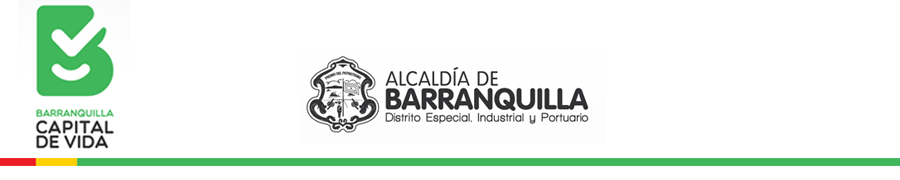 BARRANQUILLA
CAPITAL
DE VIDA
ALCALDÍA DE
BARRANQUILLA
Distrito Especial, Industrial y Portuario